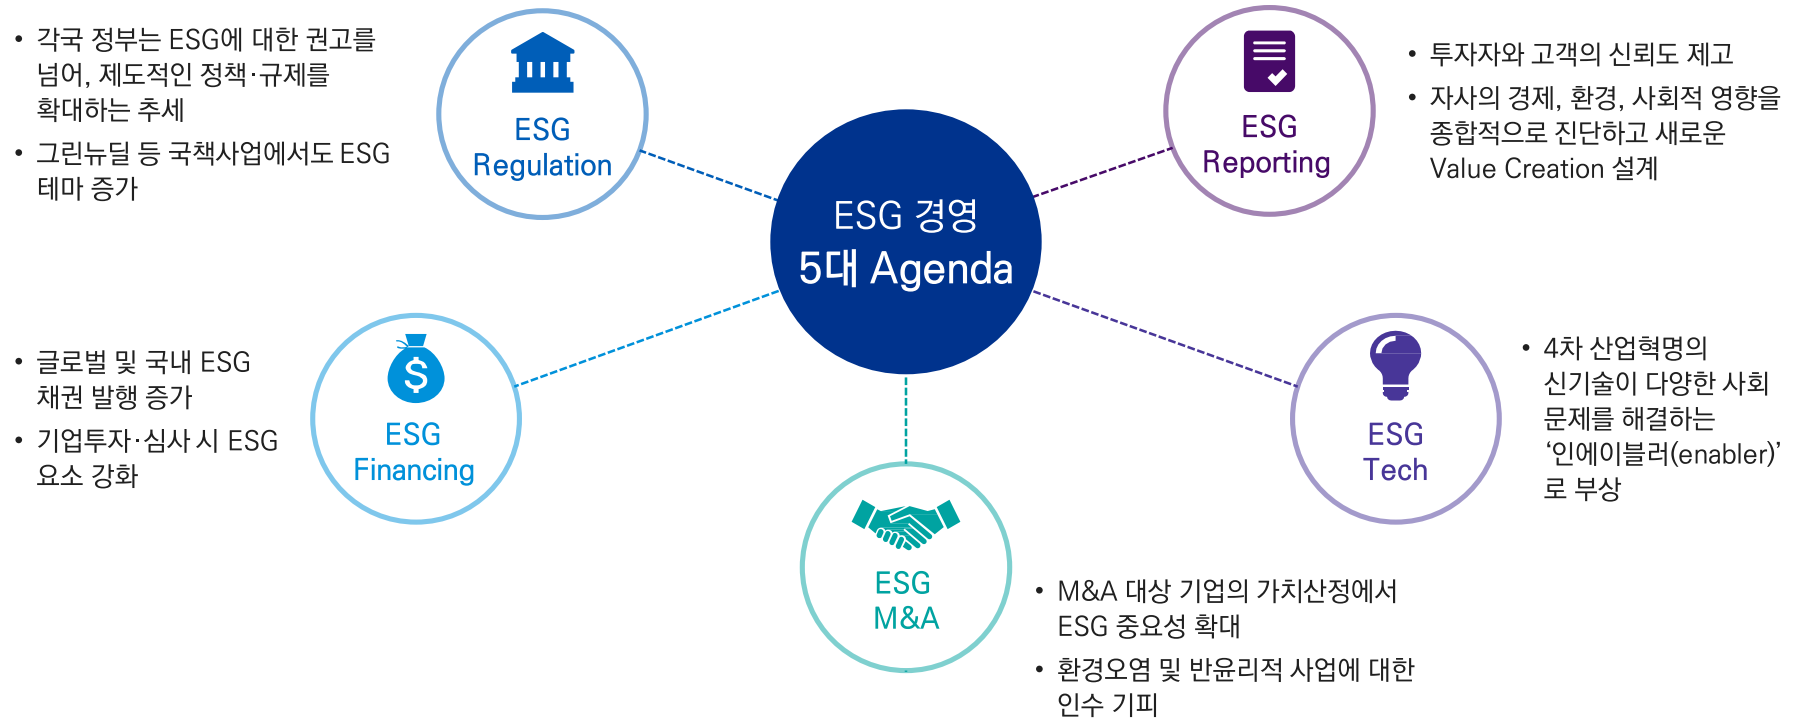 • 각국 정부는 ESG에 대한 권고를
넘어, 제도적인 정책·규제를
확대하는 추세
• 그린뉴딜 등 국책사업에서도 ESG
테마 증가
ESG
Regulation
ESG 경영
5대 Agenda
ESG
Reporting
• 투자자와 고객의 신뢰도 제고
• 자사의 경제, 환경, 사회적 영향을
종합적으로 진단하고 새로운
Value Creation 설계
• 글로벌 및 국내 ESG
채권 발행 증가
• 기업투자·심사 시 ESG
요소 강화
$
ESG
Financing
ESG
M&A
• M&A 대상 기업의 가치산정에서
ESG 중요성 확대
• 환경오염 및 반윤리적 사업에 대한
인수 기피
ESG
Tech
• 4차 산업혁명의
신기술이 다양한 사회
문제를 해결하는
‘인에이블러(enabler)’
로 부상